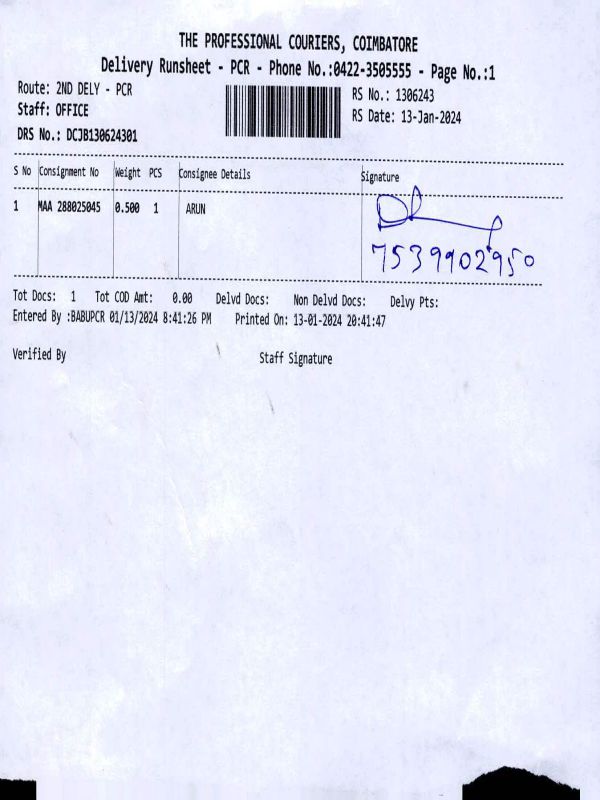 THE PROFESSIONAL COURIERS, COIMBATORE
Delivery Runsheet - PCR - Phone No.:0422-3505555 - Page No.:1
Route: 2ND DELY - PCR
RS No.: 1306243
Staff: OFFICE
RS Date: 13-Jan-2024
DRS No.: DCJB130624301
S No Consignment No Weight PCS Consignee Details Signature
1 MAA 288025045 0.500 1 ARUN
7539902950
Tot Docs: 1 Tot COD Amt: 0.00 Delvd Docs: Non Delvd Docs: Delvy Pts:
Entered By :BABUPCR 01/13/2024 8:41:26 PM Printed On: 13-01-2024 20:41:47
Verified By Staff Signature